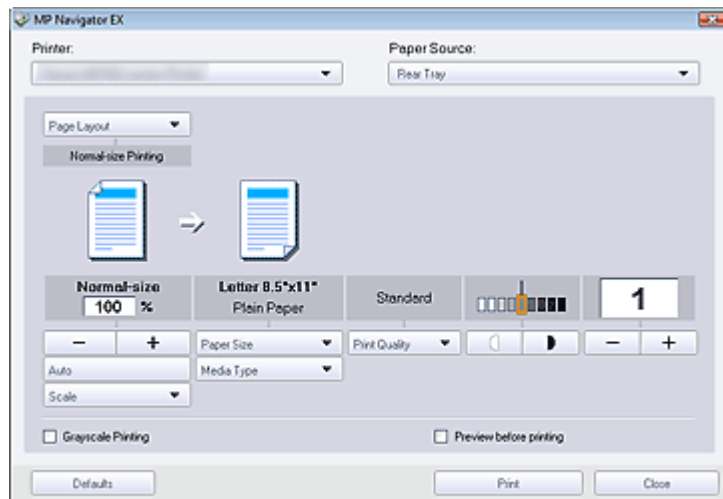 MP Navigator EX
Printer:
Paper Source:
Rear Tray
Page Layout
Normal-size Printing
Normal-size
100 %
Letter 8.5"x11"
Plain Paper
Standard
1
- +
Paper Size
Print Quality
- +
Auto
Media Type
Scale
Grayscale Printing
Preview before printing
Defaults
Print
Close